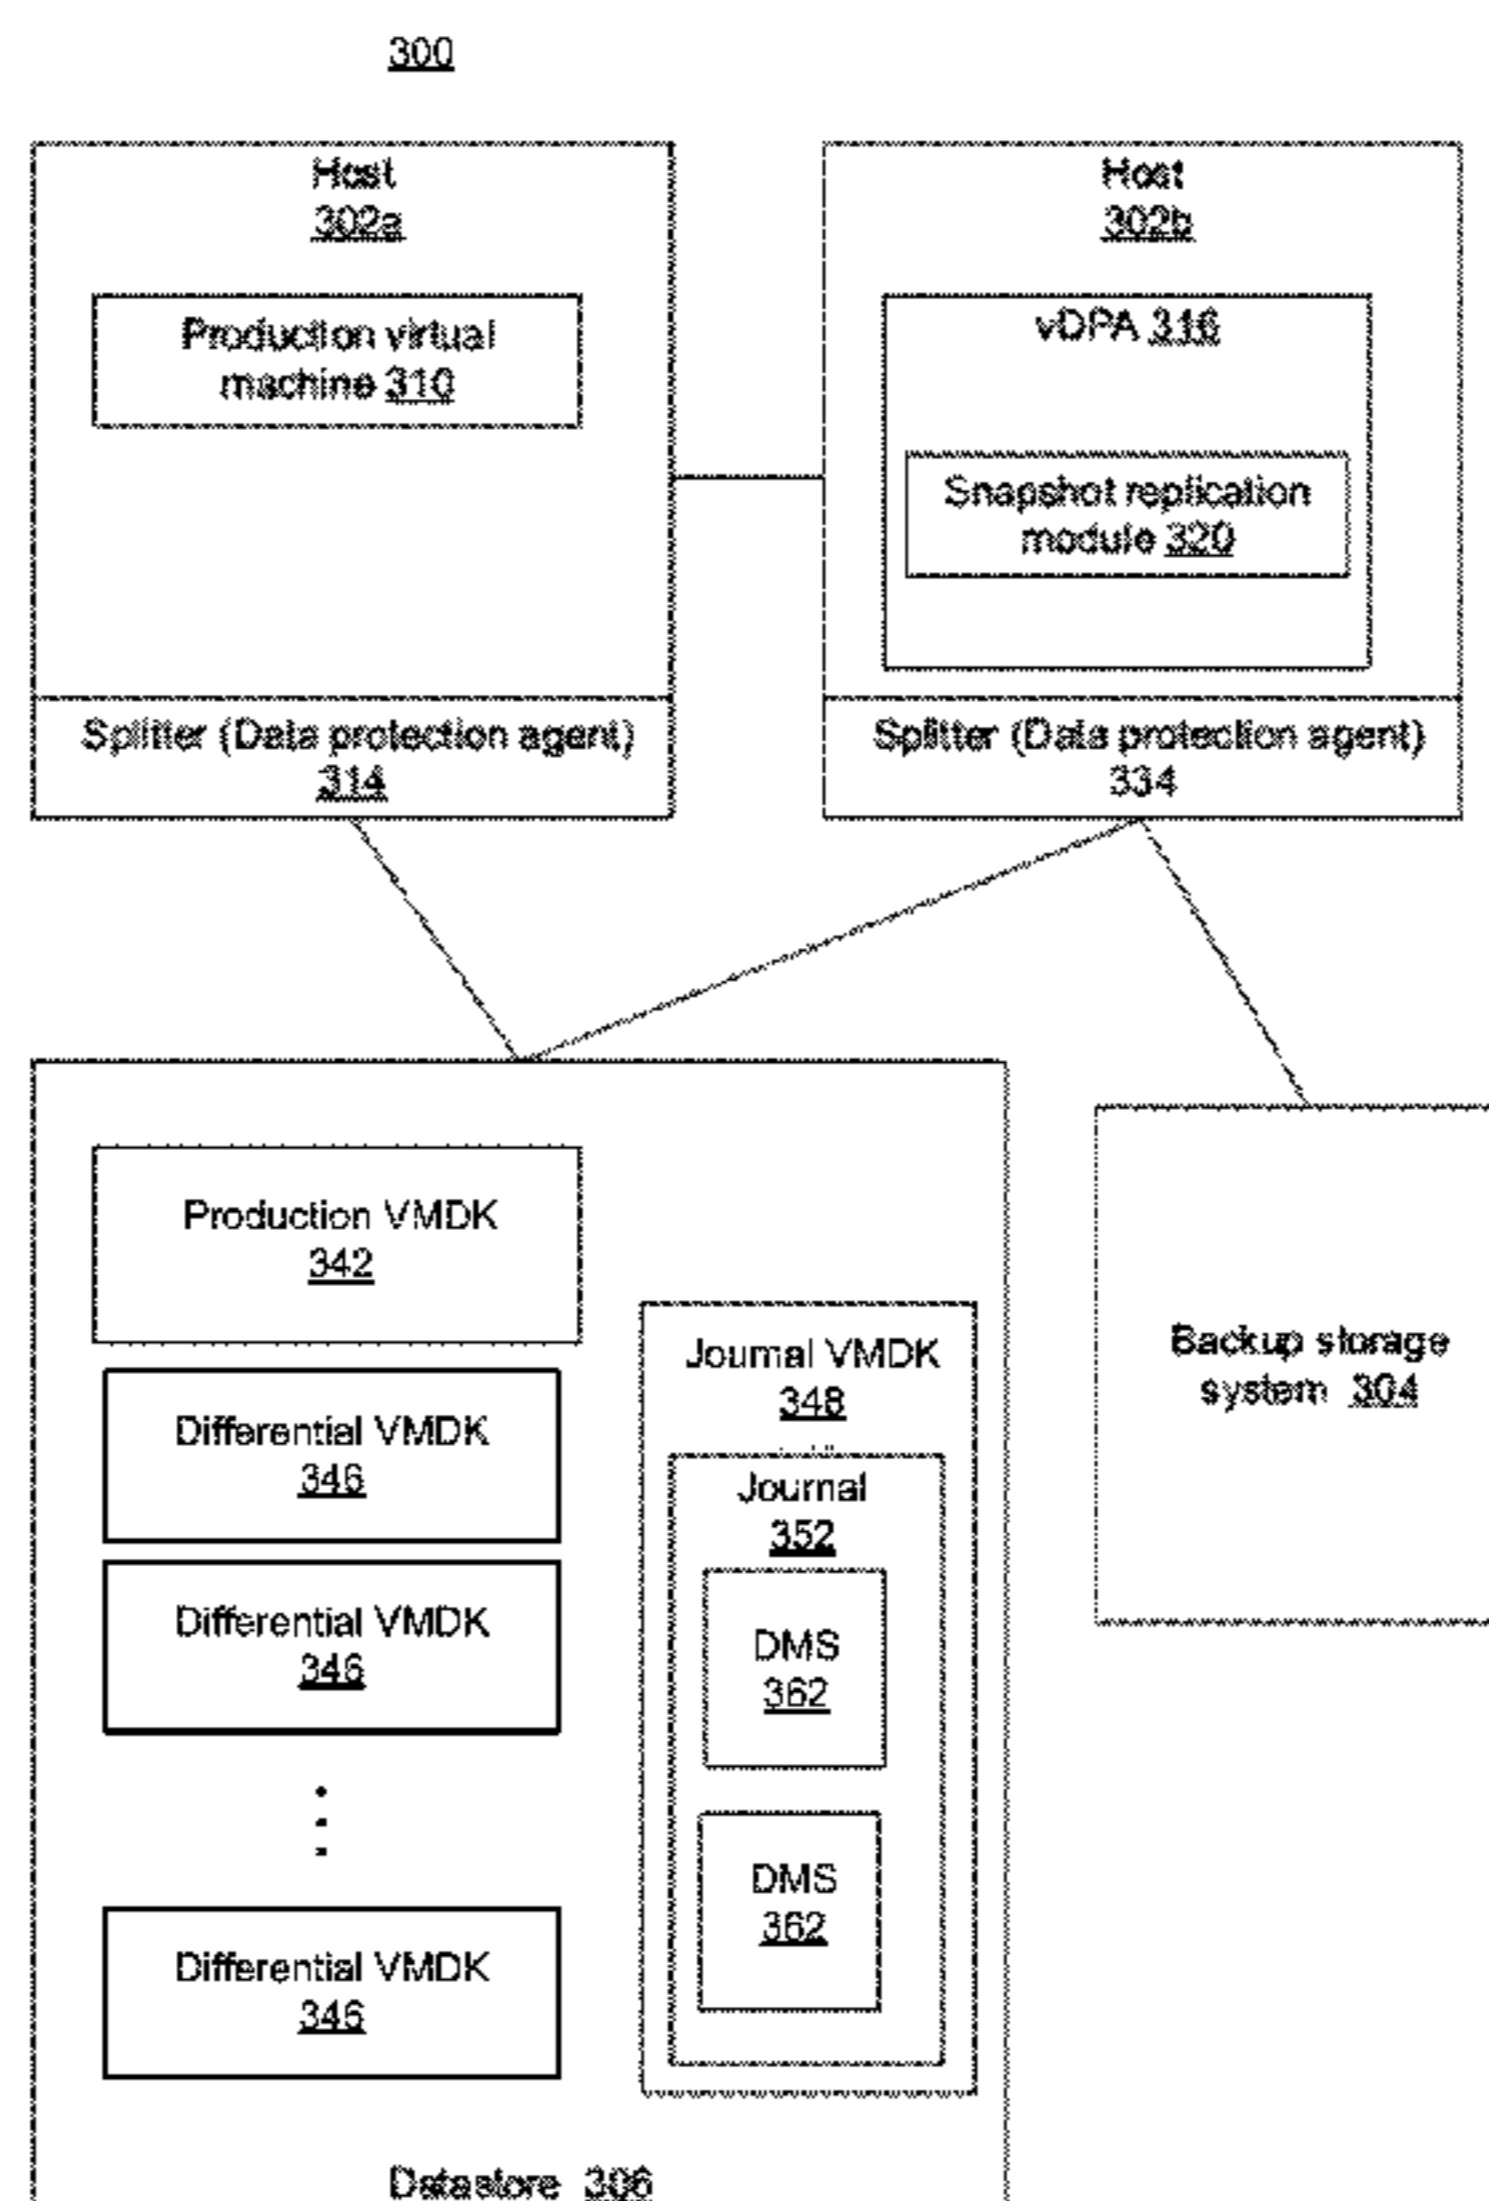 300
Host
302a
Production virtual
machine 310
Splitter (Data protection agent)
314
Host
302b
vDPA 316
Snapshot replication
module 320
Splitter (Data protection agent)
334
Production VMDK
342
Differential VMDK
346
Differential VMDK
346
Differential VMDK
346
Journal VMDK
348
Journal
352
DMS
362
DMS
362
Datastore 306
Backup storage
system 304